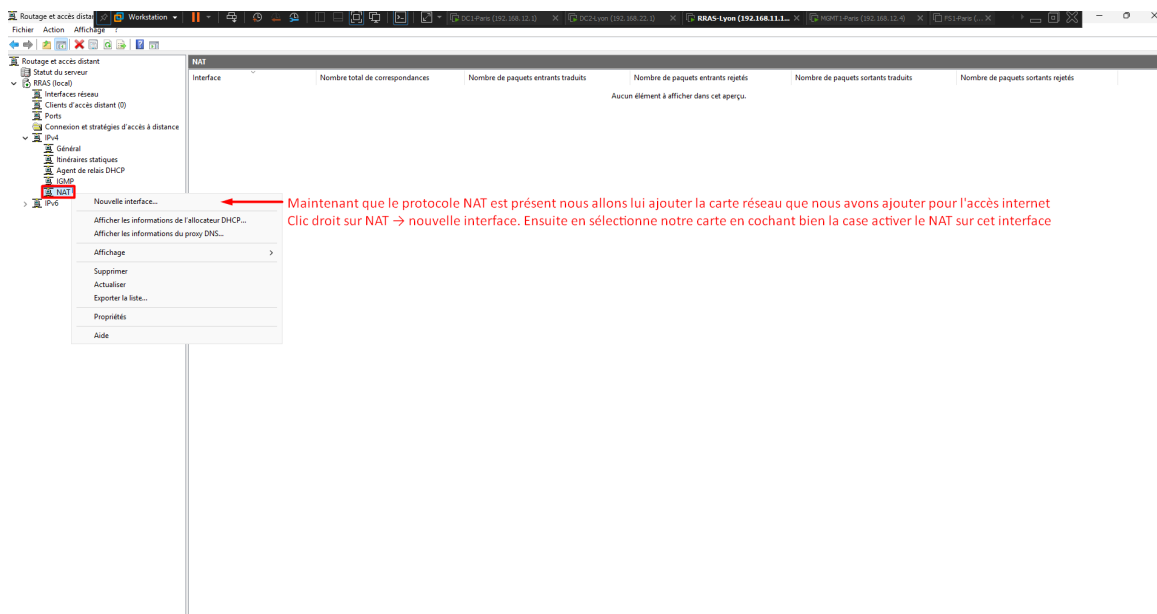 Routage et accès distan
Workstation
DC1-Paris (192.168.12.1)
DC2-Lyon (192.168.22.1)
RRAS-Lyon (192.168.11.1...
MGMT1-Paris (192.168.12.4)
FS1-Paris (...
Fichier Action Affichage ?
Routage et accès distant
Statut du serveur
RRAS (local)
Interfaces réseau
Clients d'accès distant (0)
Ports
Connexion et stratégies d'accès à distance
IPv4
Général
Itinéraires statiques
Agent de relais DHCP
IGMP
NAT
IPv6
NAT
Interface Nombre total de correspondances Nombre de paquets entrants traduits Nombre de paquets entrants rejetés Nombre de paquets sortants traduits Nombre de paquets sortants rejetés
Aucun élément à afficher dans cet aperçu.
Nouvelle interface...
Afficher les informations de l'allocateur DHCP...
Afficher les informations du proxy DNS...
Affichage
Supprimer
Actualiser
Exporter la liste...
Propriétés
Aide
Maintenant que le protocole NAT est présent nous allons lui ajouter la carte réseau que nous avons ajouter pour l'accès internet
Clic droit sur NAT → nouvelle interface. Ensuite en sélectionne notre carte en cochant bien la case activer le NAT sur cet interface